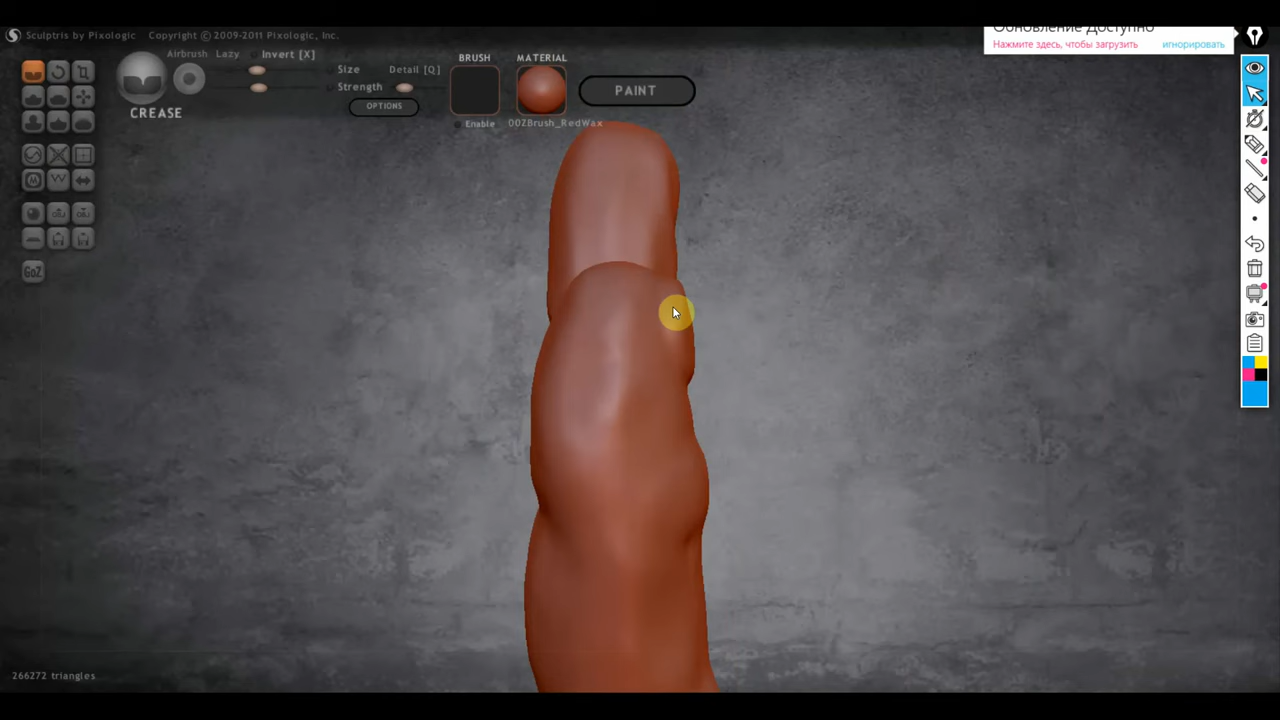 Sculptris by Pixologic Copyright © 2009-2011 Pixologic, Inc.
Обновление Доступно
Нажмите здесь, чтобы загрузить игнорировать
Airbrush Lazy Invert [X]
BRUSH MATERIAL
Size Detail [Q]
Strength
PAINT
OPTIONS
CREASE
Enable 00ZBrush_RedWax
GoZ
266272 triangles